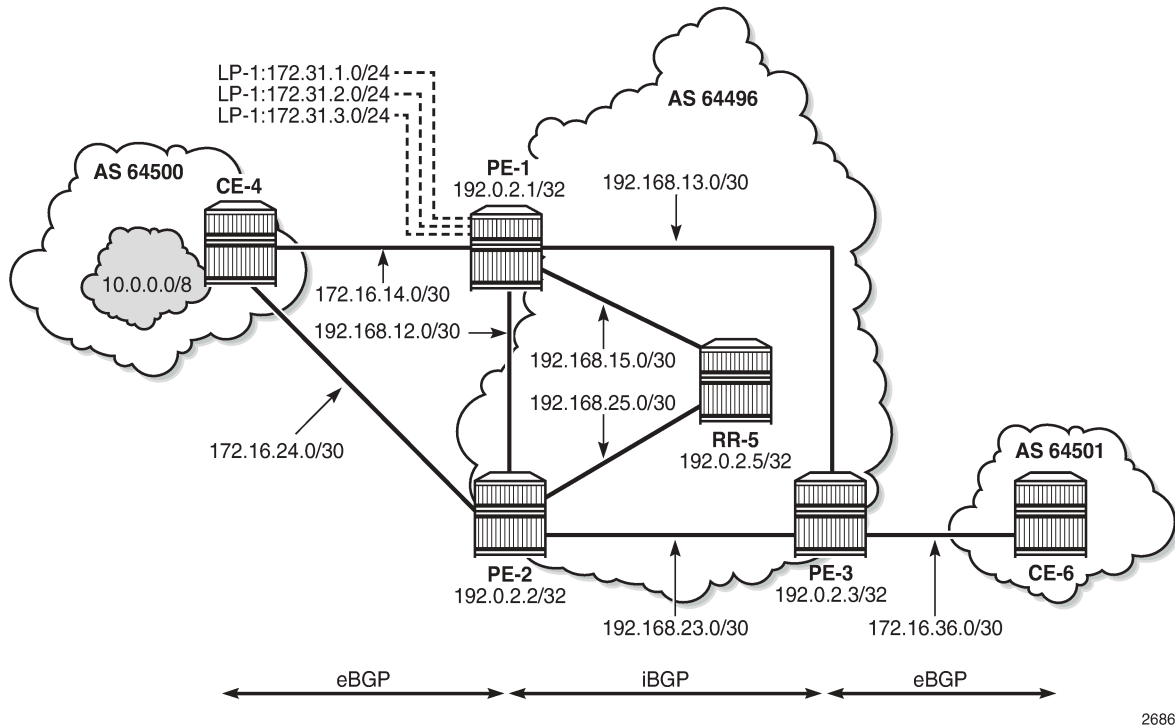 LP-1:172.31.1.0/24
LP-1:172.31.2.0/24
LP-1:172.31.3.0/24
AS 64496
AS 64500
CE-4
PE-1
192.0.2.1/32
192.168.13.0/30
10.0.0.0/8
172.16.14.0/30
192.168.12.0/30
192.168.15.0/30
192.168.25.0/30
172.16.24.0/30
RR-5
192.0.2.5/32
AS 64501
PE-2
192.0.2.2/32
PE-3
192.0.2.3/32
CE-6
192.168.23.0/30
172.16.36.0/30
eBGP
iBGP
eBGP
2686